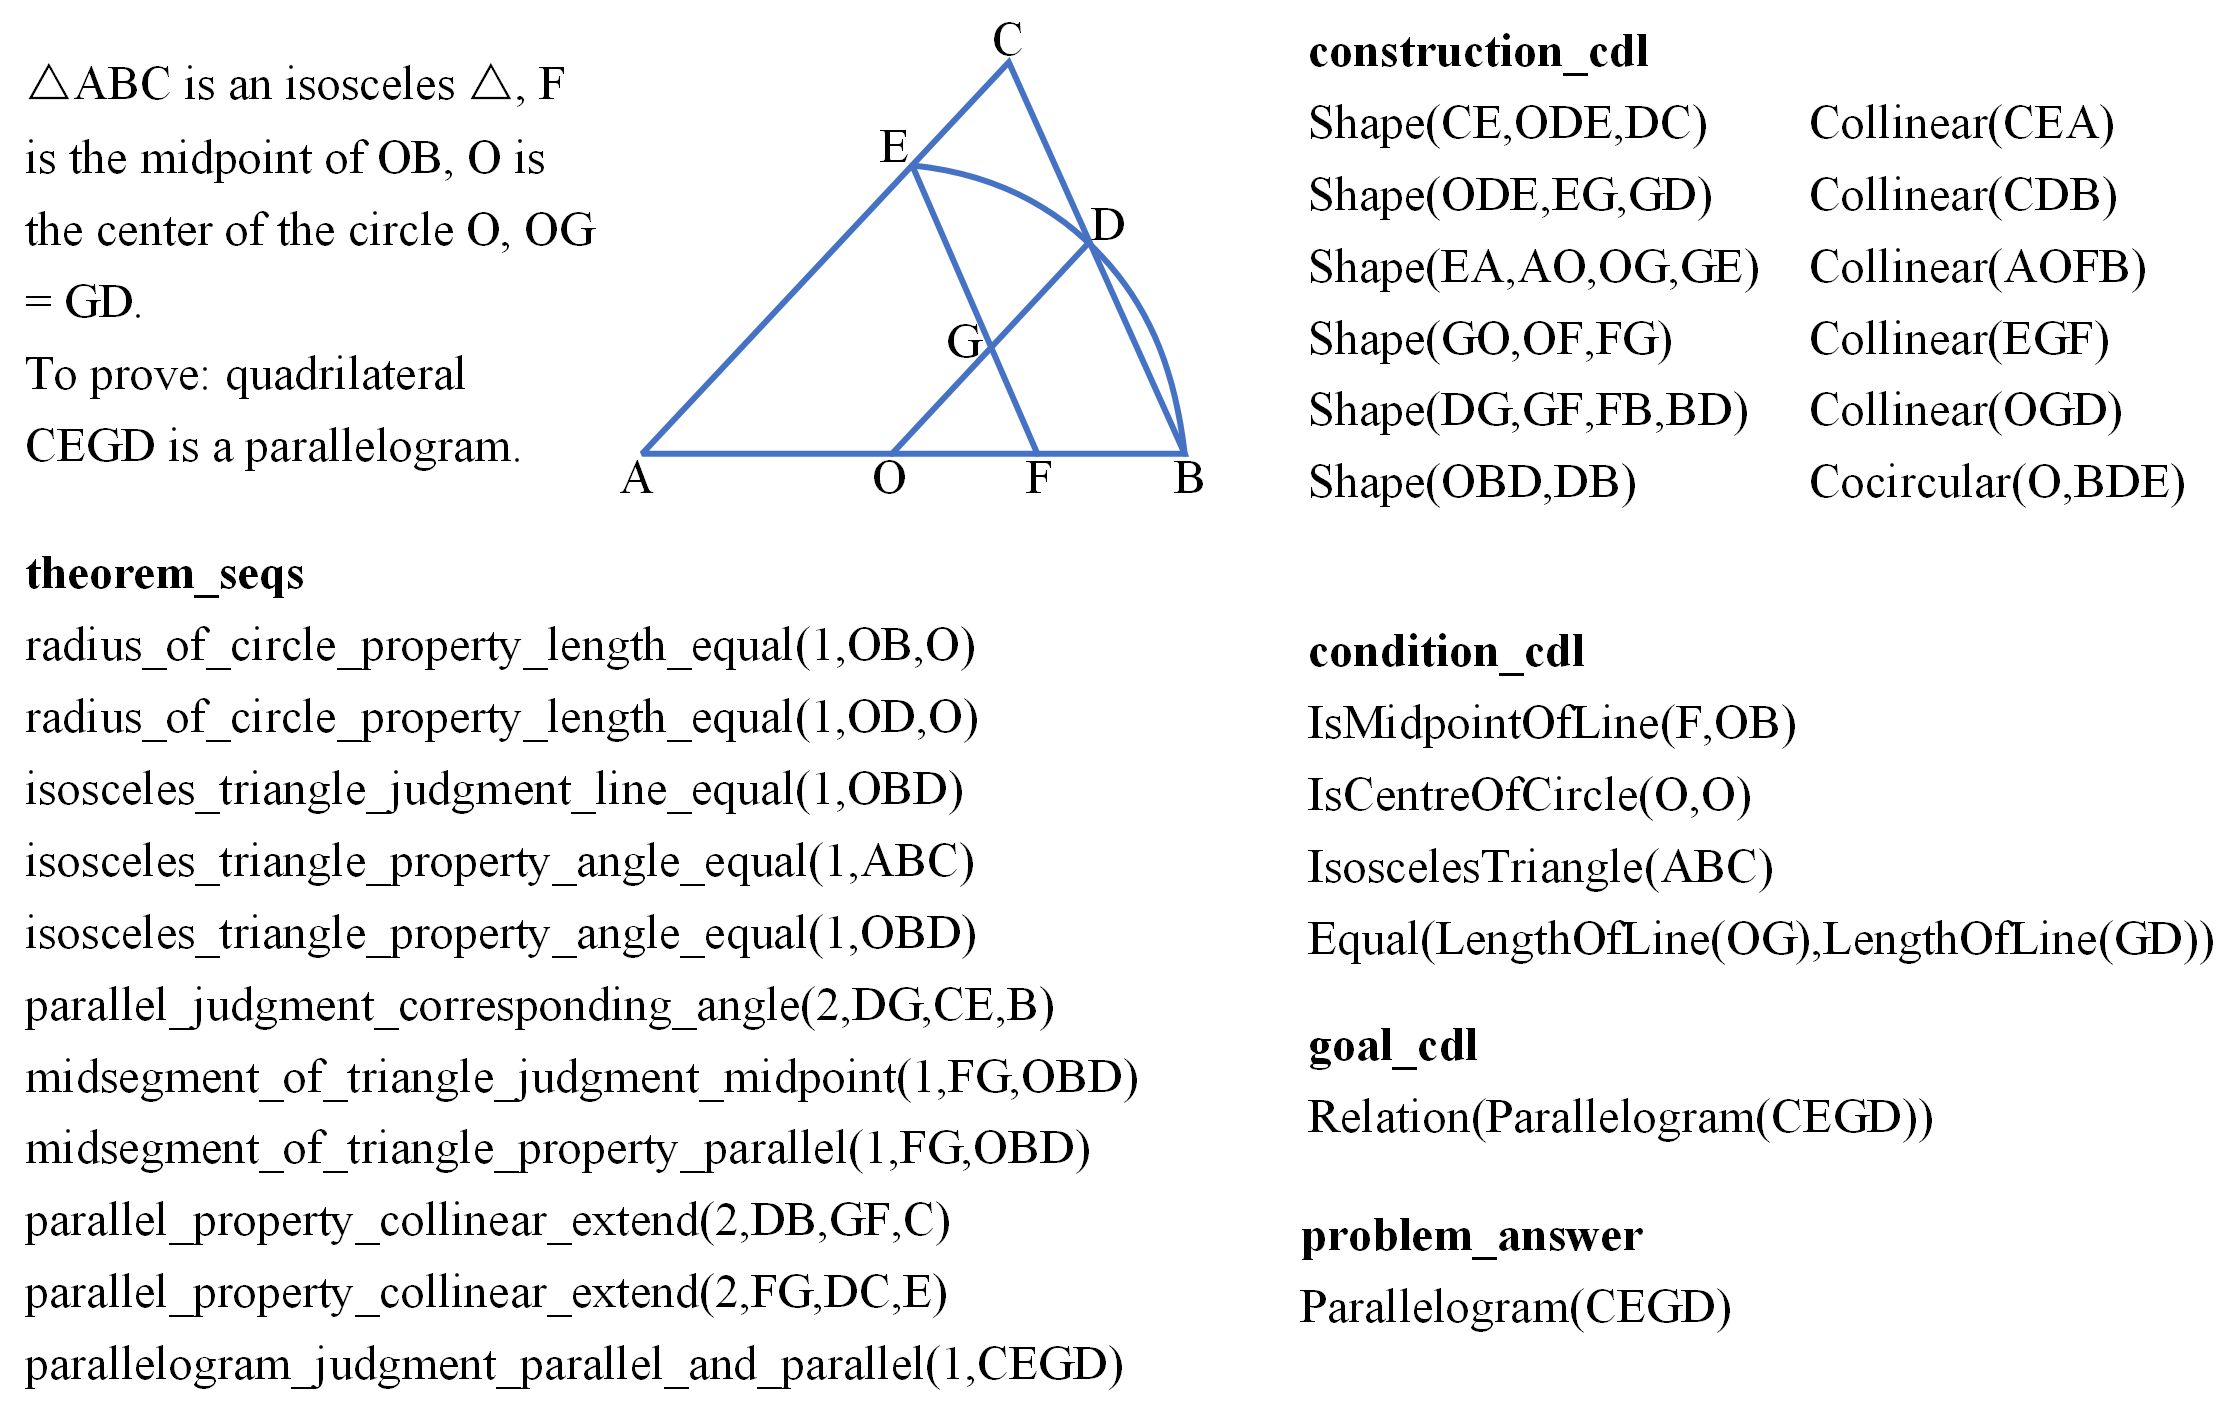 △ABC is an isosceles △, F
is the midpoint of OB, O is
the center of the circle O, OG
= GD.
To prove: quadrilateral
CEGD is a parallelogram.
C
E
D
G
A
O
F
B
construction_cdl
Shape(CE,ODE,DC)
Shape(ODE,EG,GD)
Shape(EA,AO,OG,GE)
Shape(GO,OF,FG)
Shape(DG,GF,FB,BD)
Shape(OBD,DB)
Collinear(CEA)
Collinear(CDB)
Collinear(AOFB)
Collinear(EGF)
Collinear(OGD)
Cocircular(O,BDE)
theorem_seqs
radius_of_circle_property_length_equal(1,OB,O)
radius_of_circle_property_length_equal(1,OD,O)
isosceles_triangle_judgment_line_equal(1,OBD)
isosceles_triangle_property_angle_equal(1,ABC)
isosceles_triangle_property_angle_equal(1,OBD)
parallel_judgment_corresponding_angle(2,DG,CE,B)
midsegment_of_triangle_judgment_midpoint(1,FG,OBD)
midsegment_of_triangle_property_parallel(1,FG,OBD)
parallel_property_collinear_extend(2,DB,GF,C)
parallel_property_collinear_extend(2,FG,DC,E)
parallelogram_judgment_parallel_and_parallel(1,CEGD)
condition_cdl
IsMidpointOfLine(F,OB)
IsCentreOfCircle(O,O)
IsoscelesTriangle(ABC)
Equal(LengthOfLine(OG),LengthOfLine(GD))
goal_cdl
Relation(Parallelogram(CEGD))
problem_answer
Parallelogram(CEGD)